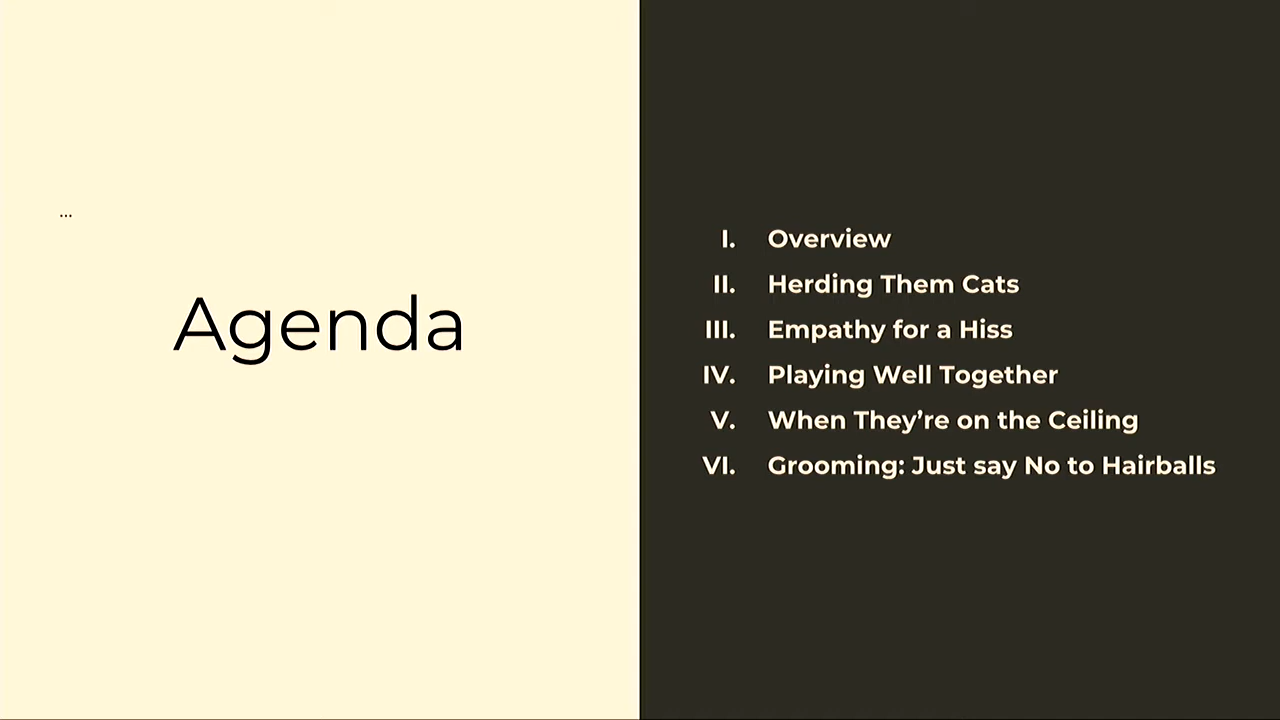 ...
Agenda
I. Overview
II. Herding Them Cats
III. Empathy for a Hiss
IV. Playing Well Together
V. When They’re on the Ceiling
VI. Grooming: Just say No to Hairballs